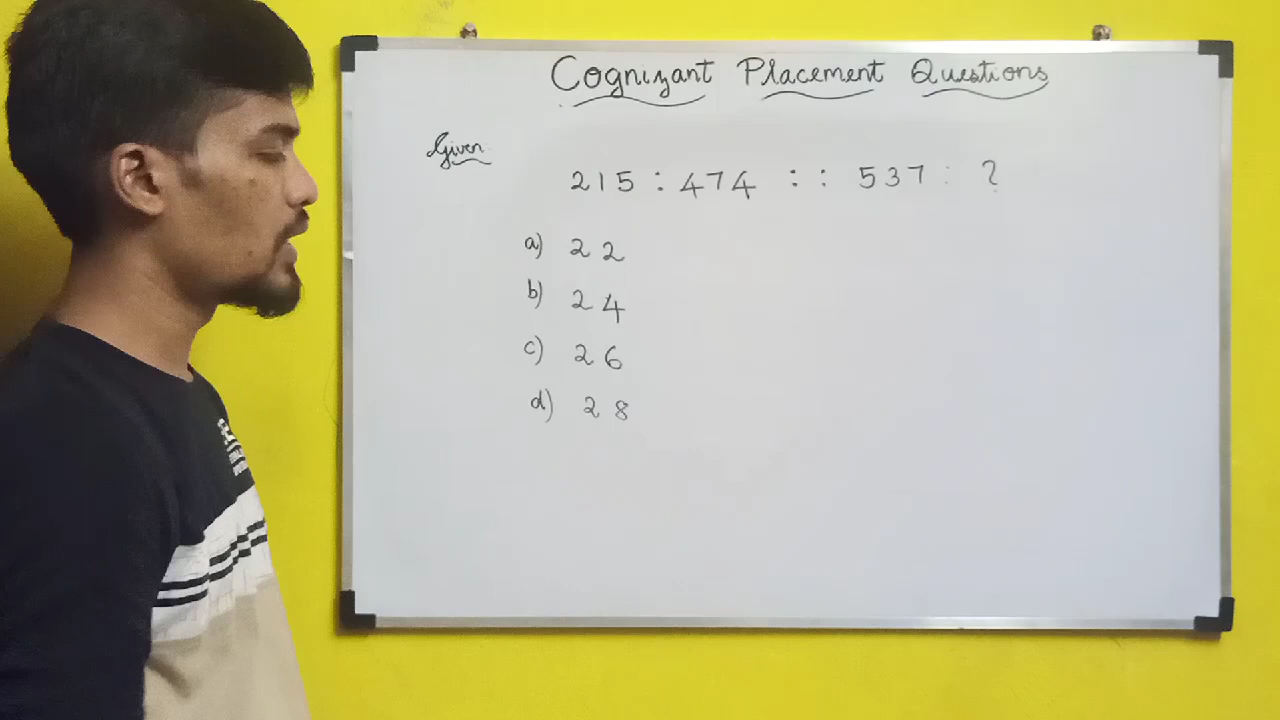 Cognizant Placement Questions
Given
215 : 474 : : 537 : ?
a) 22
b) 24
c) 26
d) 28